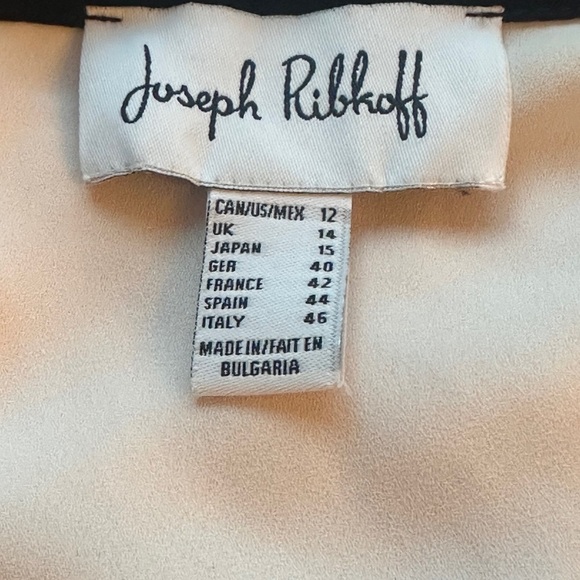 Joseph Ribkoff
CAN/US/MEX 12
UK 14
JAPAN 15
GER 40
FRANCE 42
SPAIN 44
ITALY 46
MADE IN/FAIT EN
BULGARIA